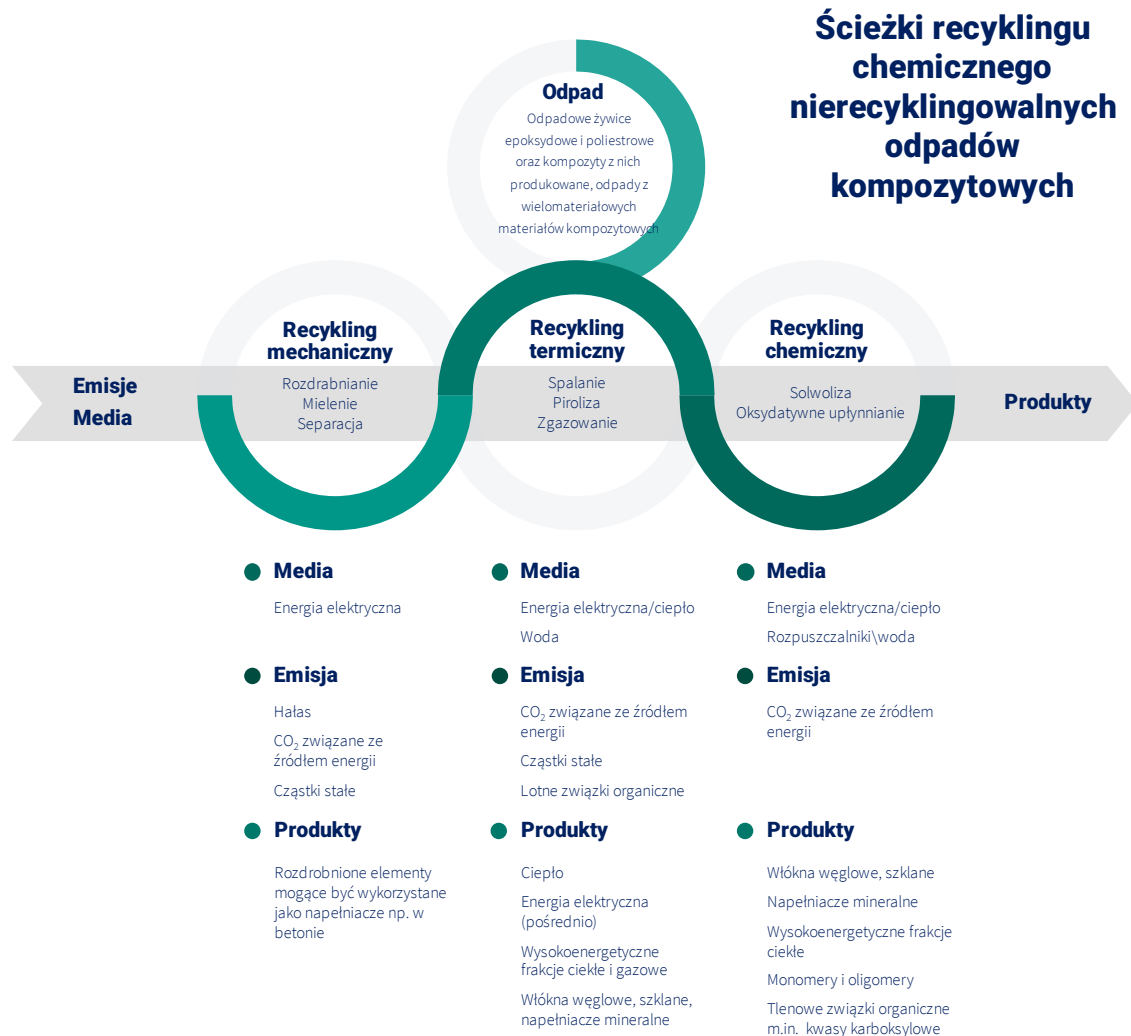 Ścieżki recyklingu
chemicznego
nierecyklingowalnych
odpadów
kompozytowych
Odpad
Odpadowe żywice
epoksydowe i poliestrowe
oraz kompozyty z nich
produkowane, odpady z
wielomateriałowych
materiałów kompozytowych
Emisje
Media
Recykling
mechaniczny
Rozdrabnianie
Mielenie
Separacja
Recykling
termiczny
Spalanie
Piroliza
Zgazowanie
Recykling
chemiczny
Solwoliza
Oksydatywne upłynnianie
Produkty
Media
Energia elektryczna
Emisja
Hałas
CO₂ związane ze
źródłem energii
Cząstki stałe
Produkty
Rozdrobnione elementy
mogące być wykorzystane
jako napełniacze np. w
betonie
Media
Energia elektryczna/ciepło
Woda
Emisja
CO₂ związane ze źródłem
energii
Cząstki stałe
Lotne związki organiczne
Produkty
Ciepło
Energia elektryczna
(pośrednio)
Wysokoenergetyczne
frakcje ciekłe i gazowe
Włókna węglowe, szklane,
napełniacze mineralne
Media
Energia elektryczna/ciepło
Rozpuszczalniki\woda
Emisja
CO₂ związane ze źródłem
energii
Produkty
Włókna węglowe, szklane
Napełniacze mineralne
Wysokoenergetyczne frakcje
ciekłe
Monomery i oligomery
Tlenowe związki organiczne
m.in. kwasy karboksylowe